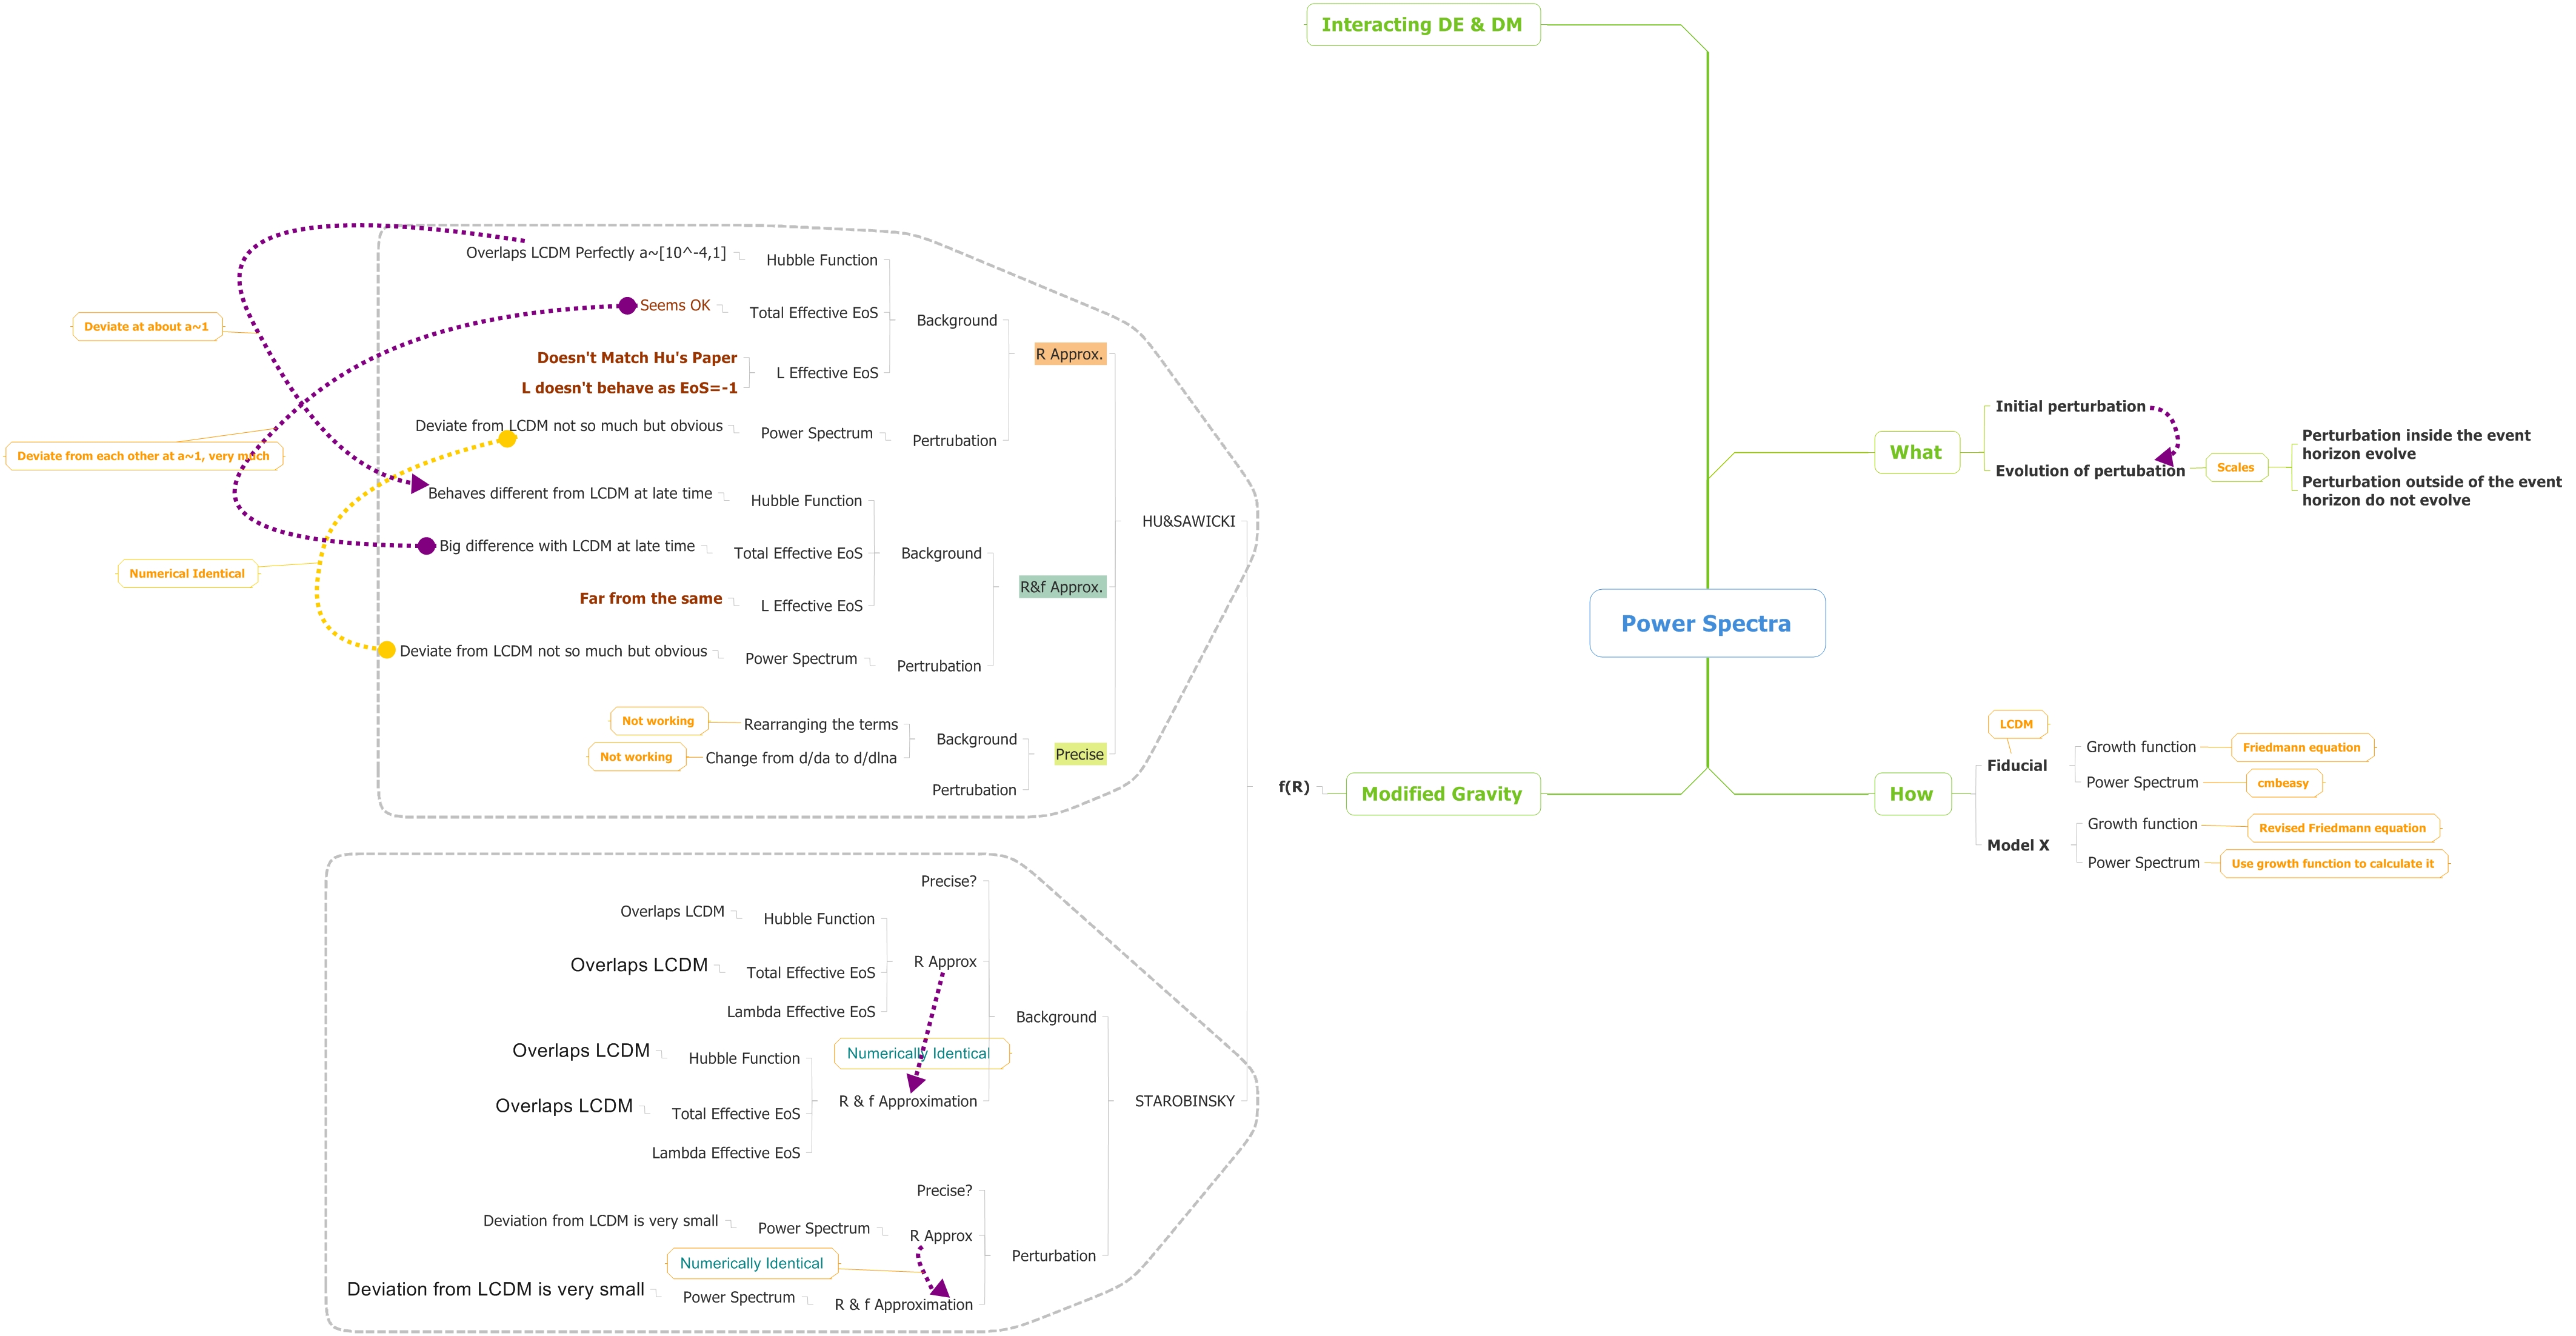 Interacting DE & DM
Overlaps LCDM Perfectly a~[10^-4,1]
Hubble Function
Seems OK
Total Effective EoS
Background
Deviate at about a~1
Doesn't Match Hu's Paper
L doesn't behave as EoS=-1
L Effective EoS
R Approx.
Deviate from LCDM not so much but obvious
Power Spectrum
Pertrubation
Deviate from each other at a~1, very much
Behaves different from LCDM at late time
Hubble Function
Big difference with LCDM at late time
Total Effective EoS
Background
HU&SAWICKI
Numerical Identical
Far from the same
L Effective EoS
R&f Approx.
Deviate from LCDM not so much but obvious
Power Spectrum
Pertrubation
Not working
Rearranging the terms
Not working
Change from d/da to d/dlna
Background
Precise
Pertrubation
f(R)
Modified Gravity
Precise?
Overlaps LCDM
Hubble Function
Overlaps LCDM
Total Effective EoS
R Approx
Lambda Effective EoS
Background
Numerically Identical
Overlaps LCDM
Hubble Function
Overlaps LCDM
Total Effective EoS
R & f Approximation
STAROBINSKY
Lambda Effective EoS
Precise?
Deviation from LCDM is very small
Power Spectrum
R Approx
Perturbation
Numerically Identical
Deviation from LCDM is very small
Power Spectrum
R & f Approximation
Power Spectra
What
Initial perturbation
Evolution of pertubation
Scales
Perturbation inside the event
horizon evolve
Perturbation outside of the event
horizon do not evolve
How
LCDM
Fiducial
Growth function
Friedmann equation
Power Spectrum
cmbeasy
Model X
Growth function
Revised Friedmann equation
Power Spectrum
Use growth function to calculate it